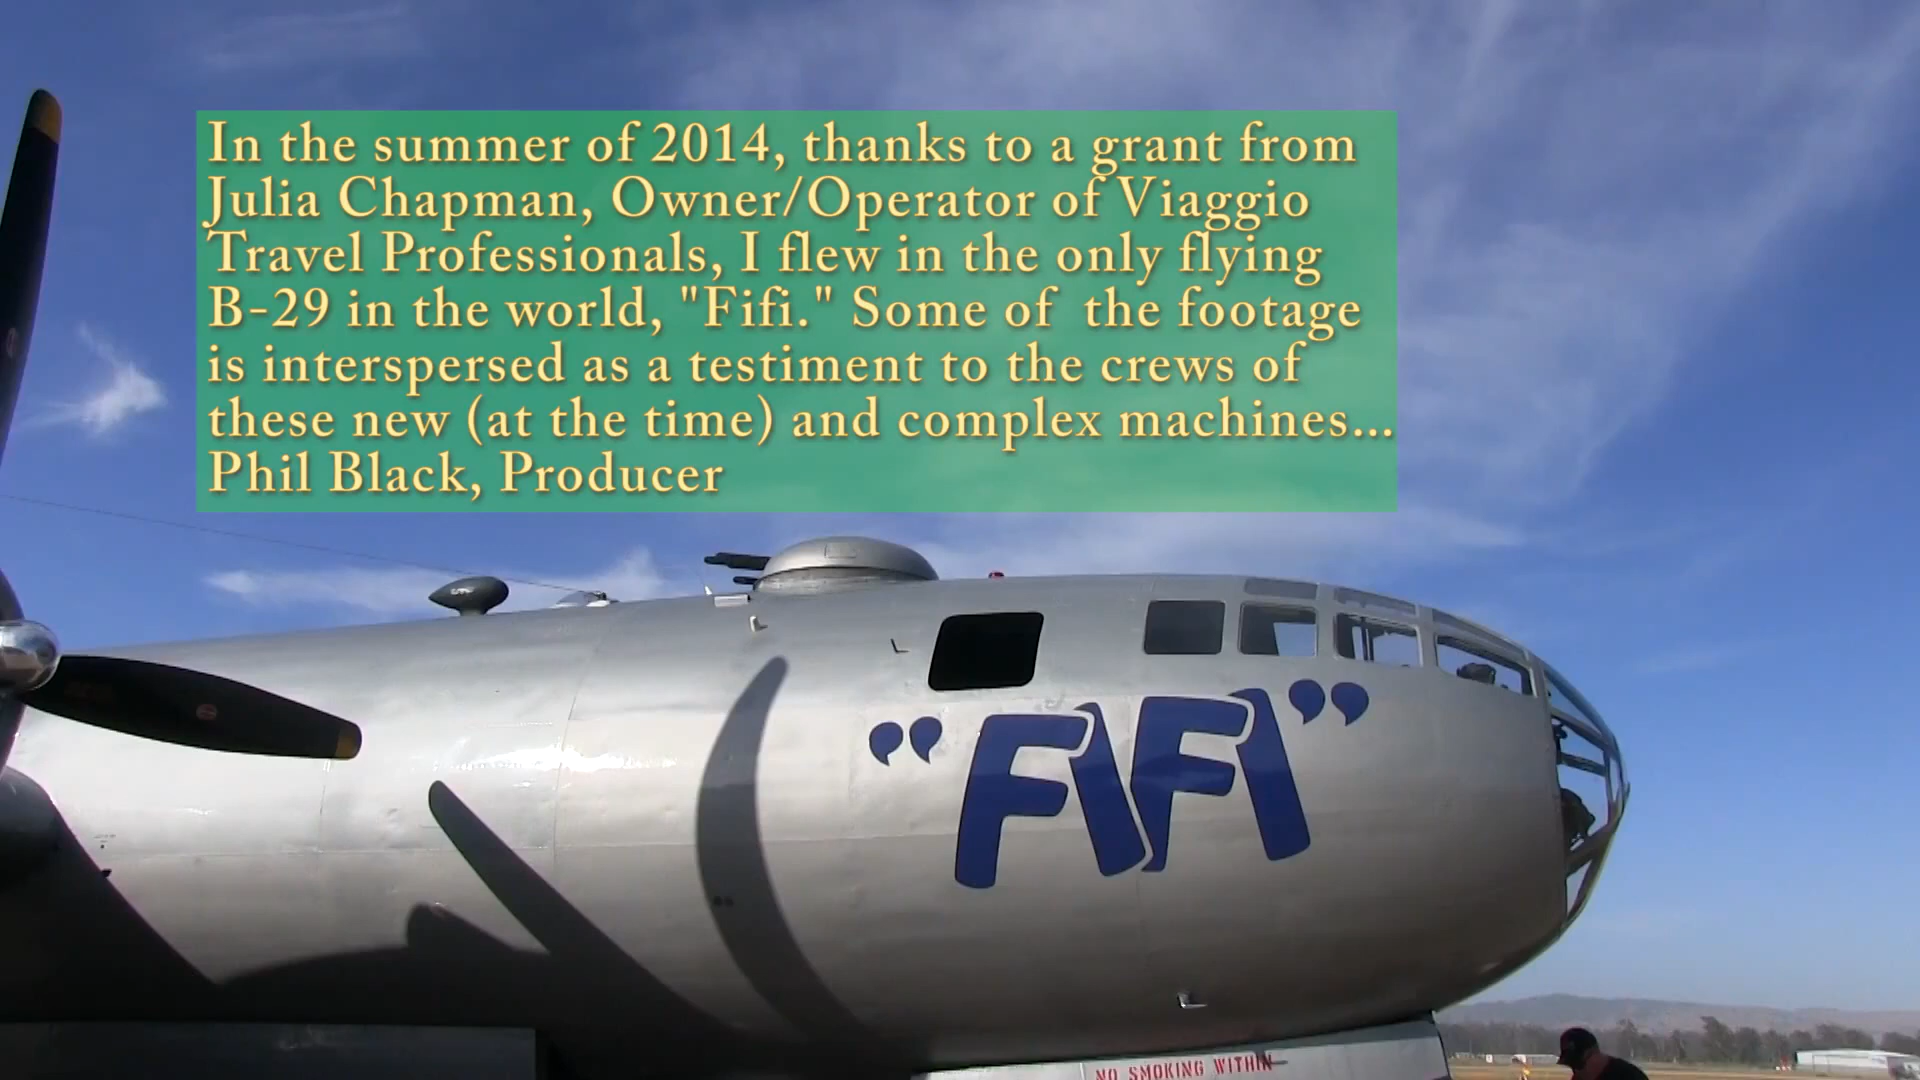 In the summer of 2014, thanks to a grant from
Julia Chapman, Owner/Operator of Viaggio
Travel Professionals, I flew in the only flying
B-29 in the world, "Fifi." Some of  the footage
is interspersed as a testiment to the crews of
these new (at the time) and complex machines...
Phil Black, Producer
“FIFI”
NO SMOKING WITHIN